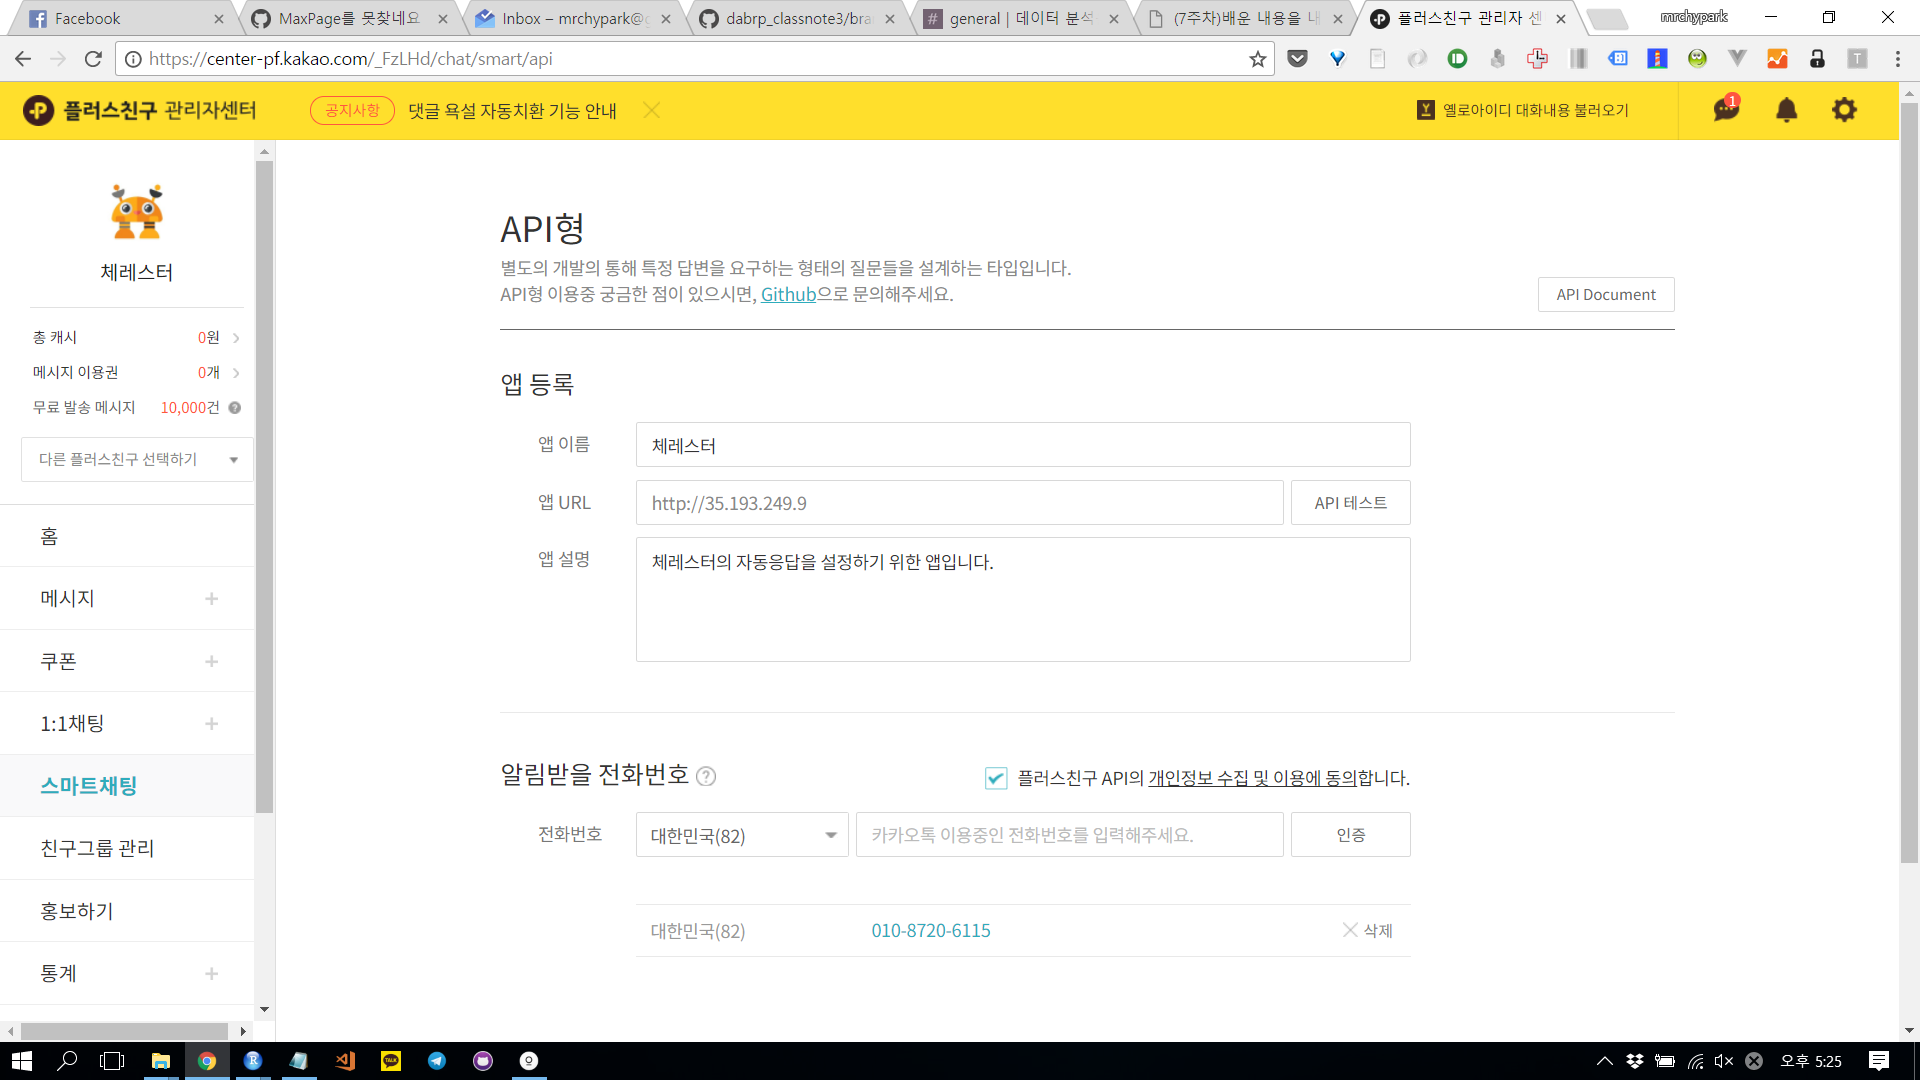 Facebook
MaxPage를 못찾네요
Inbox – mrchypark@g
dabrp_classnote3/bra
general | 데이터 분석
(7주차)배운 내용을 내
플러스친구 관리자 센
mrchypark
https://center-pf.kakao.com/_FzLHd/chat/smart/api
플러스친구 관리자센터
공지사항
댓글 욕설 자동치환 기능 안내
옐로아이디 대화내용 불러오기
1
체레스터
총 캐시 0원
메시지 이용권 0개
무료 발송 메시지 10,000건
다른 플러스친구 선택하기
홈
메시지
쿠폰
1:1채팅
스마트채팅
친구그룹 관리
홍보하기
통계
API형
별도의 개발의 통해 특정 답변을 요구하는 형태의 질문들을 설계하는 타입입니다.
API형 이용중 궁금한 점이 있으시면, Github으로 문의해주세요.
API Document
앱 등록
앱 이름 체레스터
앱 URL http://35.193.249.9 API 테스트
앱 설명 체레스터의 자동응답을 설정하기 위한 앱입니다.
알림받을 전화번호
플러스친구 API의 개인정보 수집 및 이용에 동의합니다.
전화번호 대한민국(82) 카카오톡 이용중인 전화번호를 입력해주세요. 인증
대한민국(82) 010-8720-6115 삭제
오후 5:25